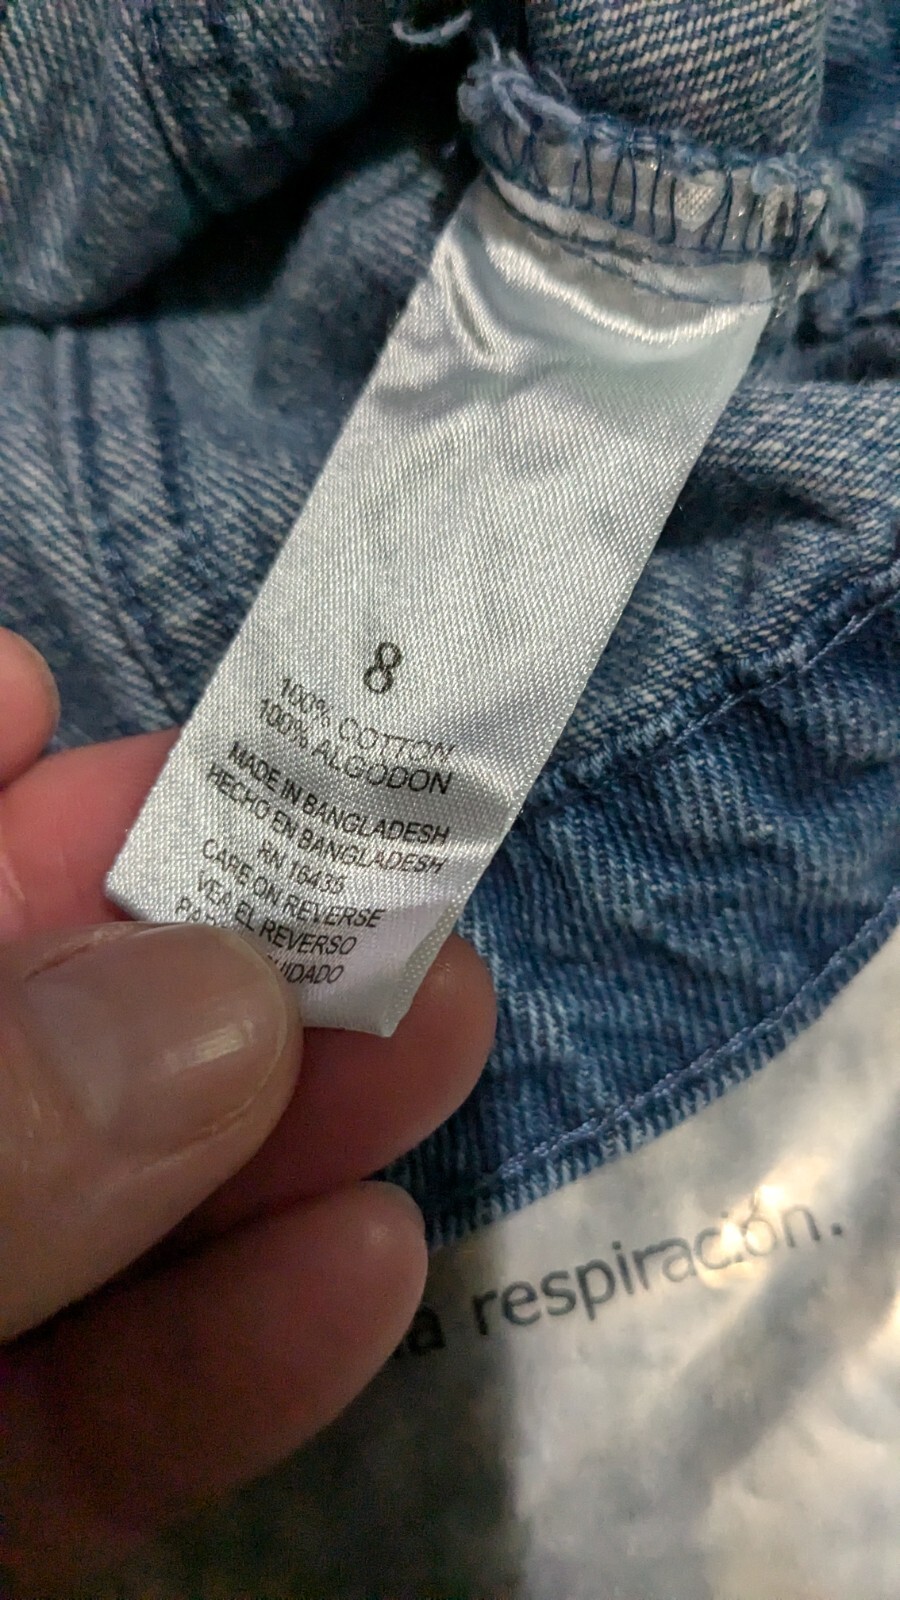 8
100% COTTON
100% ALGODON
MADE IN BANGLADESH
HECHO EN BANGLADESH
RN 16435
CARE ON REVERSE
VEA EL REVERSO
respiración.